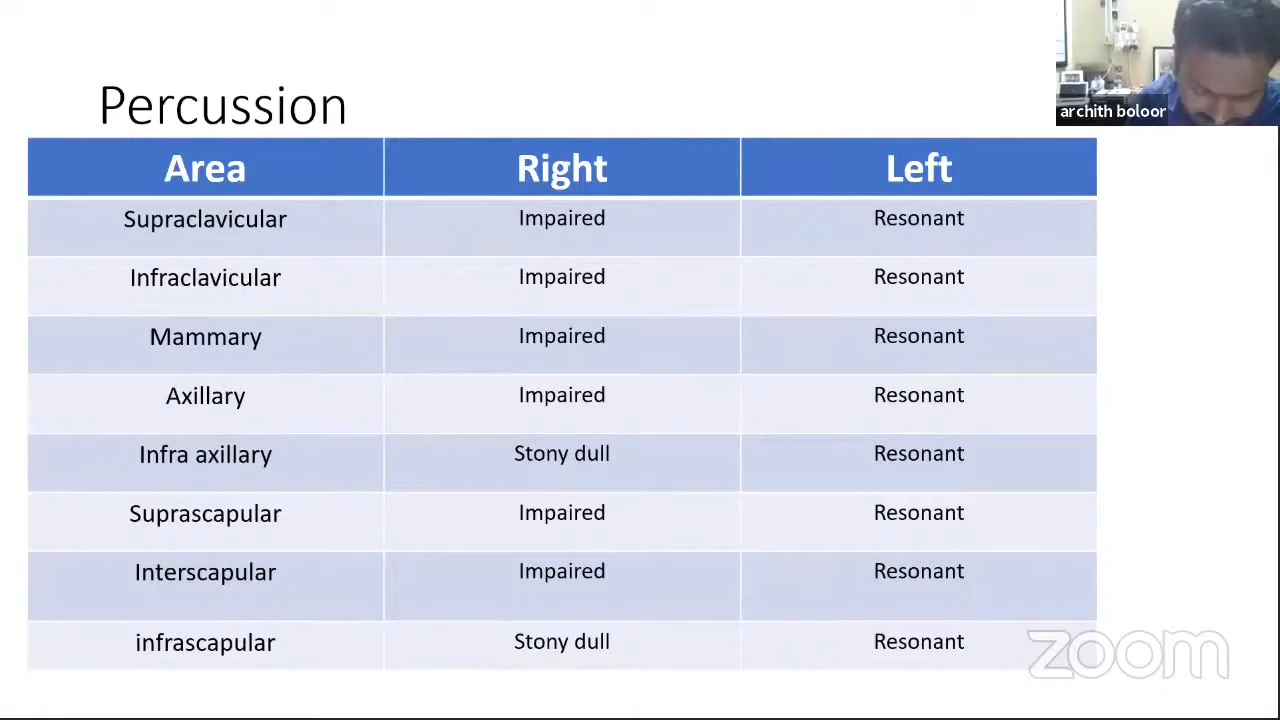 archith boloor
Percussion
Area Right Left
Supraclavicular Impaired Resonant
Infraclavicular Impaired Resonant
Mammary Impaired Resonant
Axillary Impaired Resonant
Infra axillary Stony dull Resonant
Suprascapular Impaired Resonant
Interscapular Impaired Resonant
infrascapular Stony dull Resonant
zoom